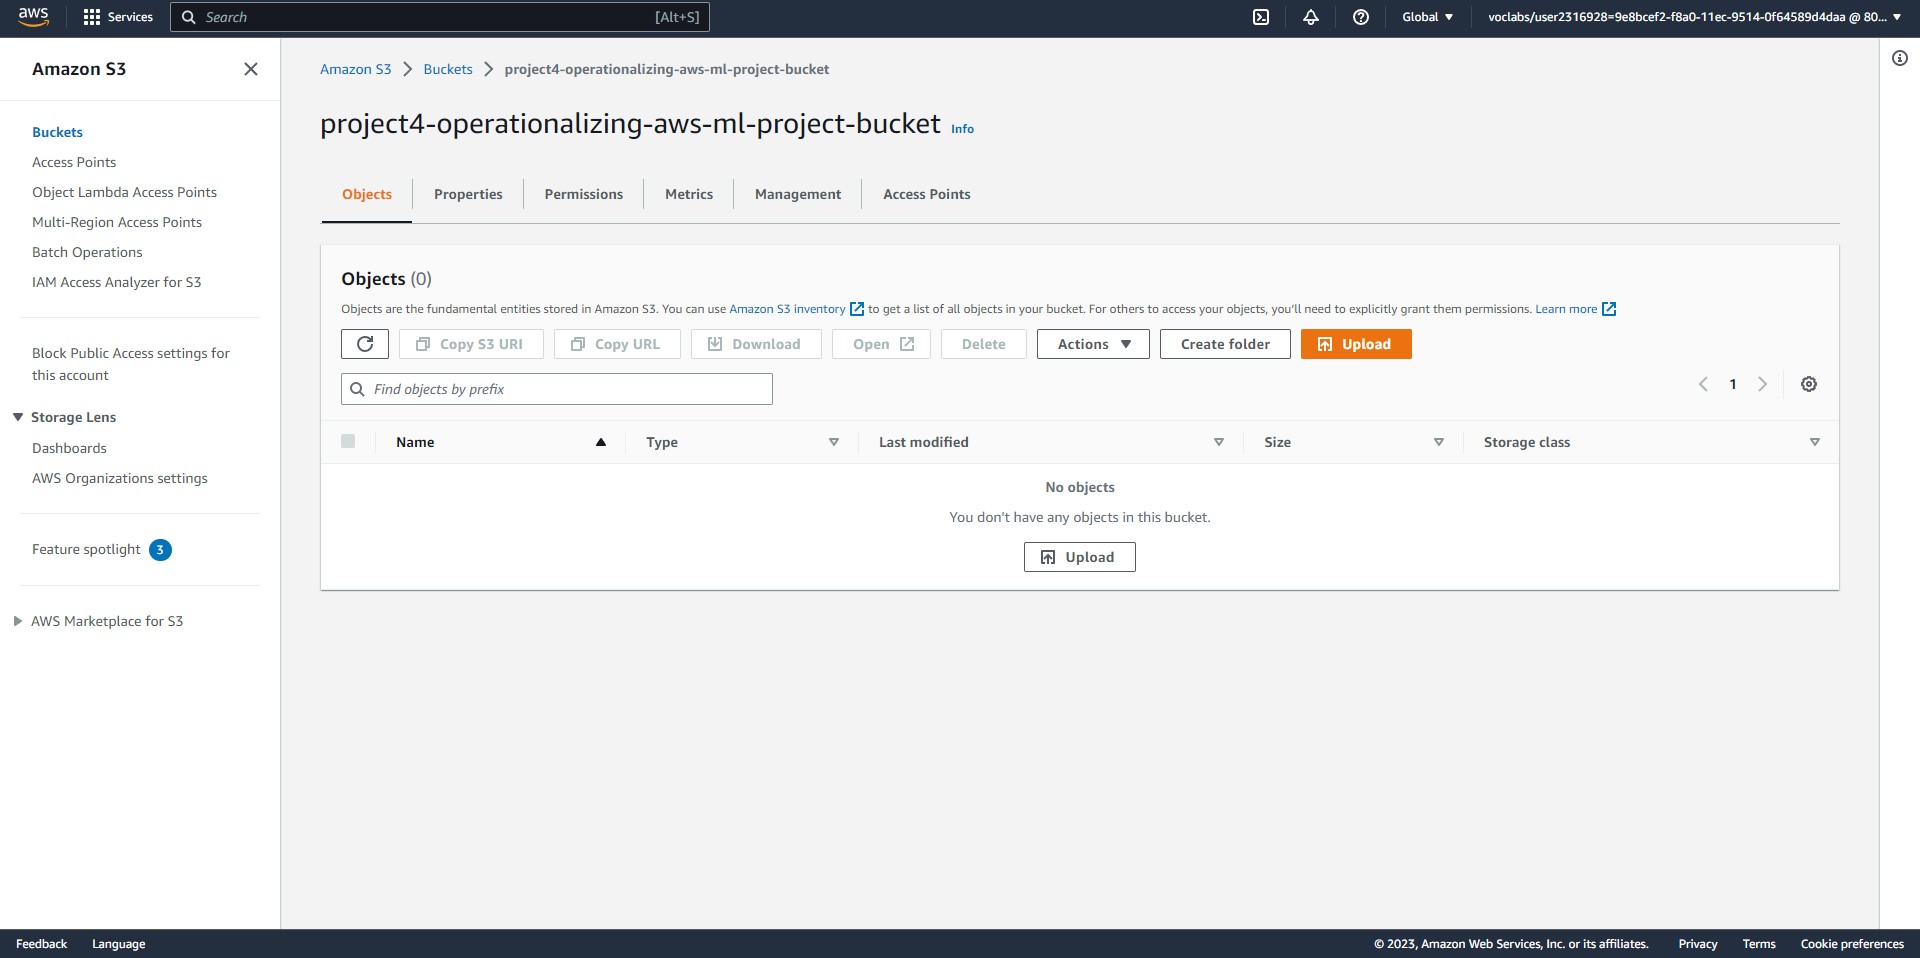 aws
Services
Search
[Alt+S]
Global
voclabs/user2316928=9e8bcef2-f8a0-11ec-9514-0f64589d4daa @ 80...
Amazon S3
Buckets
Access Points
Object Lambda Access Points
Multi-Region Access Points
Batch Operations
IAM Access Analyzer for S3
Block Public Access settings for
this account
Storage Lens
Dashboards
AWS Organizations settings
Feature spotlight 3
AWS Marketplace for S3
Amazon S3 Buckets project4-operationalizing-aws-ml-project-bucket
project4-operationalizing-aws-ml-project-bucket Info
Objects Properties Permissions Metrics Management Access Points
Objects (0)
Objects are the fundamental entities stored in Amazon S3. You can use Amazon S3 inventory to get a list of all objects in your bucket. For others to access your objects, you'll need to explicitly grant them permissions. Learn more
Copy S3 URI Copy URL Download Open Delete Actions Create folder Upload
Find objects by prefix
1
Name Type Last modified Size Storage class
No objects
You don't have any objects in this bucket.
Upload
Feedback Language © 2023, Amazon Web Services, Inc. or its affiliates. Privacy Terms Cookie preferences